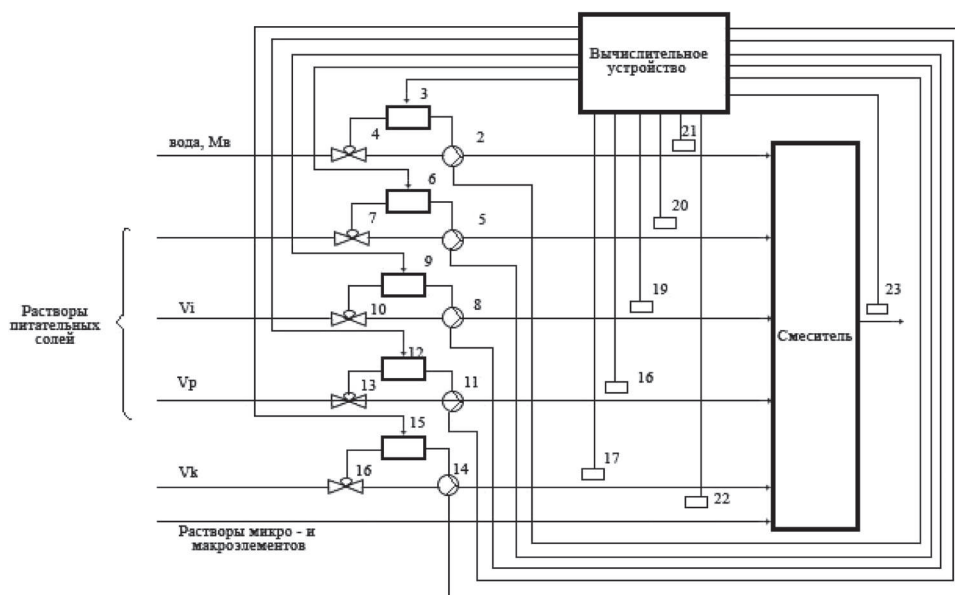 Вычислительное
устройство
3
21
4
2
вода, Мв
6
20
7
5
9
19
23
Растворы
питательных
солей
Vi
10
8
Смеситель
12
16
Vp
13
11
15
17
Vk
16
14
22
Растворы микро - и
макроэлементов